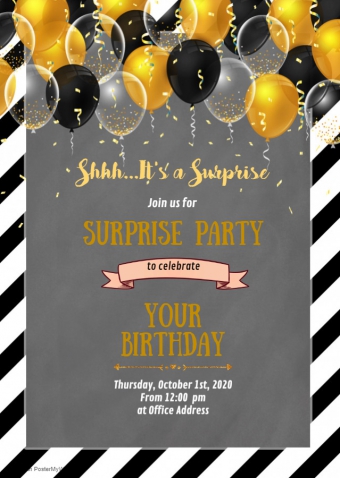 Shhh...It's a Surprise
Join us for
SURPRISE PARTY
to celebrate
YOUR
BIRTHDAY
Thursday, October 1st, 2020
From 12:00 pm
at Office Address